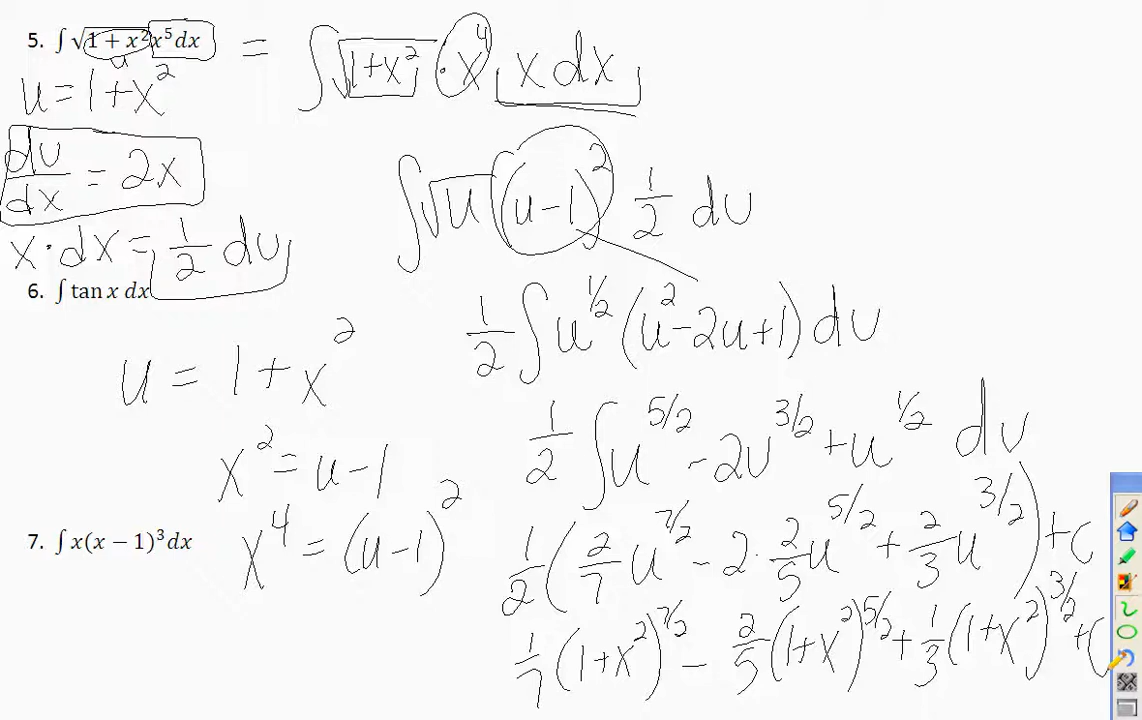 5. ∫ √(1 + x²) x⁵ dx = ∫ √(1+x²) · x⁴ x dx
u
u = 1+x²
du/dx = 2x
∫ √u (u-1)² 1/2 du
x·dx = 1/2 du
6. ∫ tan x dx
1/2 ∫ u^(1/2) (u² - 2u + 1) du
u = 1 + x²
1/2 ∫ u^(5/2) - 2u^(3/2) + u^(1/2) du
x² = u - 1
7. ∫ x(x − 1)³ dx
x⁴ = (u-1)²
1/2 (2/7 u^(7/2) - 2· 2/5 u^(5/2) + 2/3 u^(3/2)) + C
1/7 (1+x²)^(7/2) - 2/5 (1+x²)^(5/2) + 1/3 (1+x²)^(3/2) + C